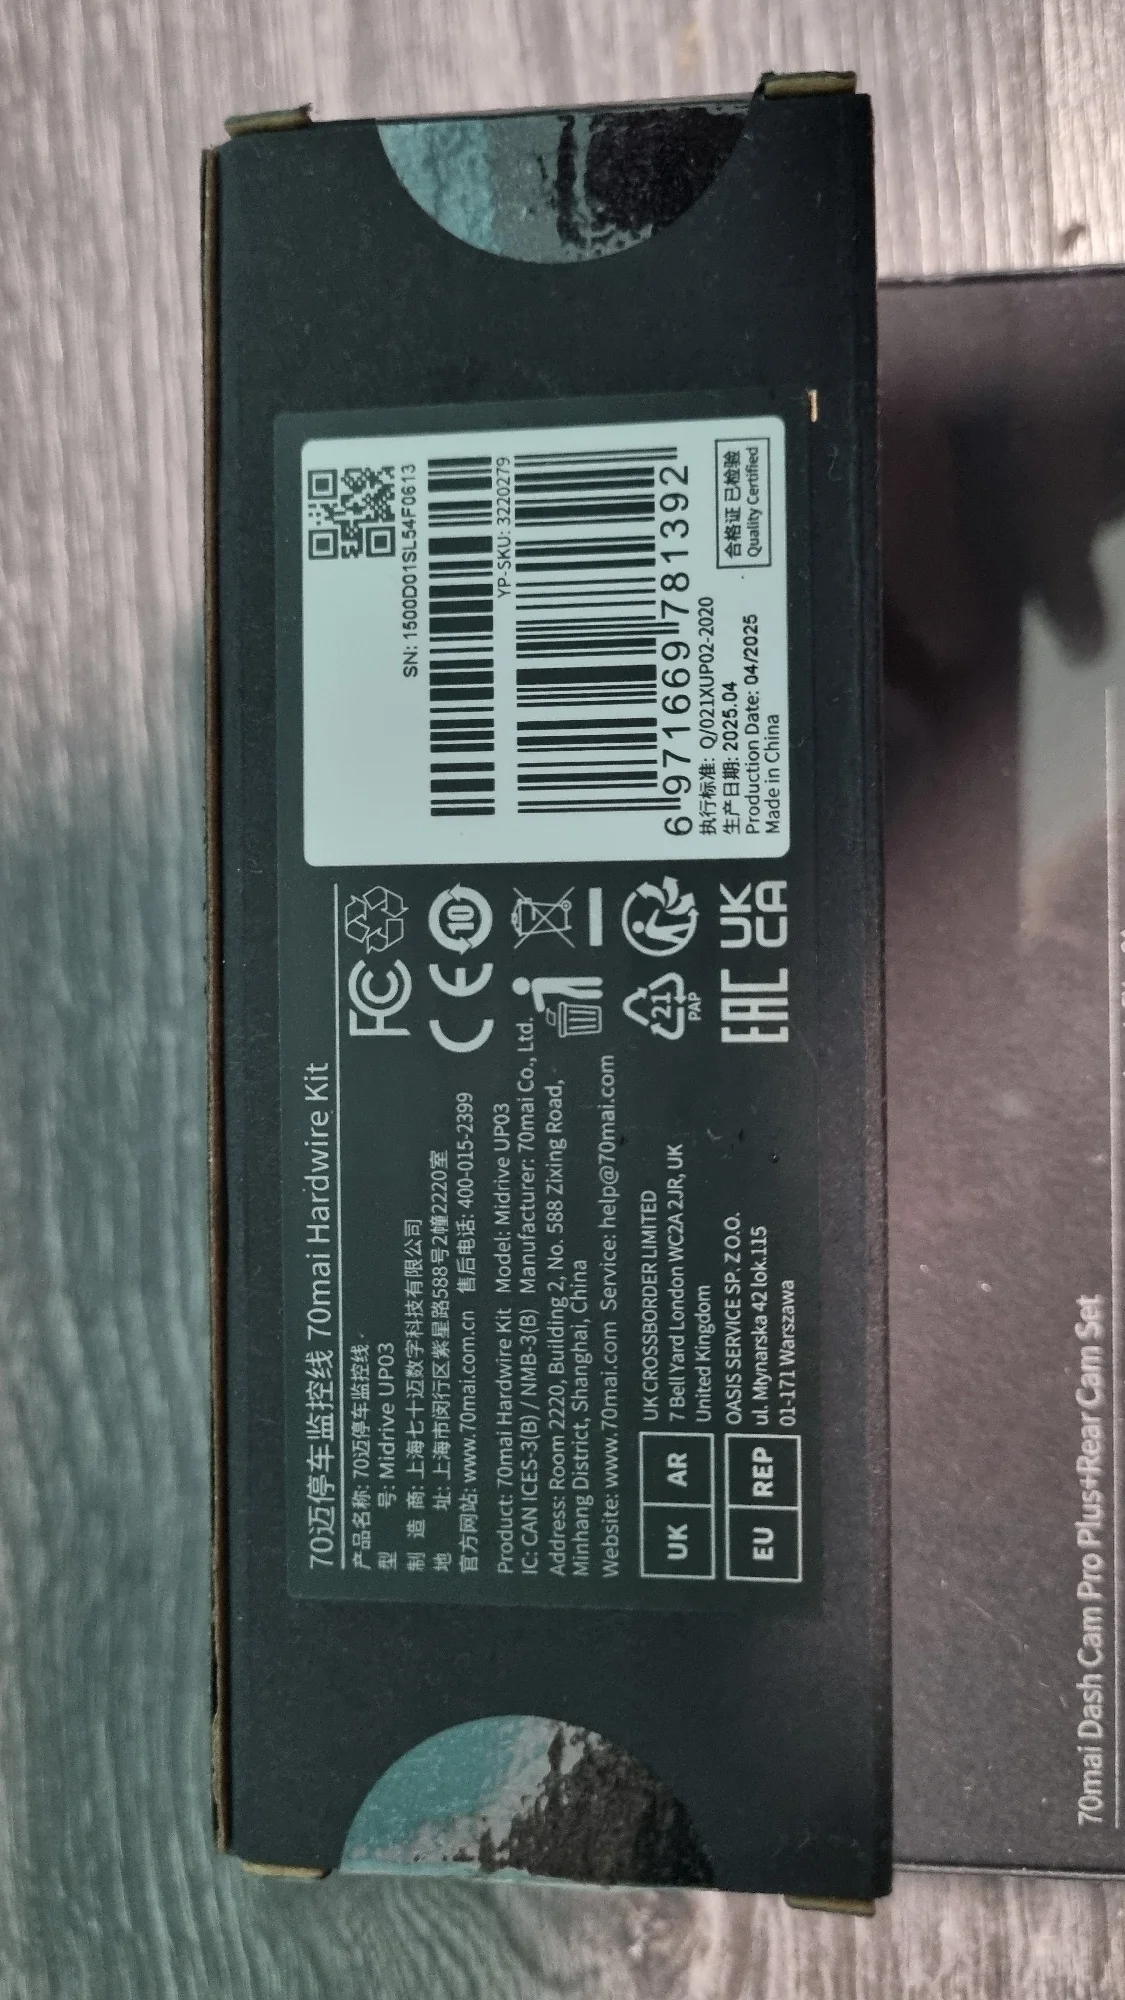 70迈停车监控线 70mai Hardwire Kit
产品名称: 70迈停车监控线
型 号: Midrive UP03
制 造 商: 上海七十迈数字科技有限公司
地 址: 上海市闵行区紫星路588号2幢2220室
官方网站: www.70mai.com.cn 售后电话: 400-015-2399
Product: 70mai Hardwire Kit Model: Midrive UP03
IC: CAN ICES-3(B) / NMB-3(B) Manufacturer: 70mai Co., Ltd.
Address: Room 2220, Building 2, No. 588 Zixing Road,
Minhang District, Shanghai, China
Website: www.70mai.com Service: help@70mai.com
UK AR
UK CROSSBORDER LIMITED
7 Bell Yard London WC2A 2JR, UK
United Kingdom
EU REP
OASIS SERVICE SP. Z O.O.
ul. Młynarska 42 lok.115
01-171 Warszawa
FC
CE
10
21
PAP
EAC
UK
CA
SN: 1500D01SL54F0613
YP-SKU: 3220279
6 971669 781392
执行标准: Q/021XUP02-2020
生产日期: 2025.04
Production Date: 04/2025
Made in China
合格证 已检验
Quality Certified
70mai Dash Cam Pro Plus+Rear Cam Set